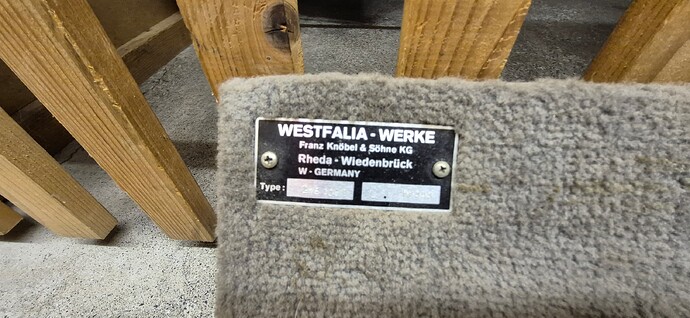 WESTFALIA - WERKE
Franz Knöbel & Söhne KG
Rheda - Wiedenbrück
W - GERMANY
Type: